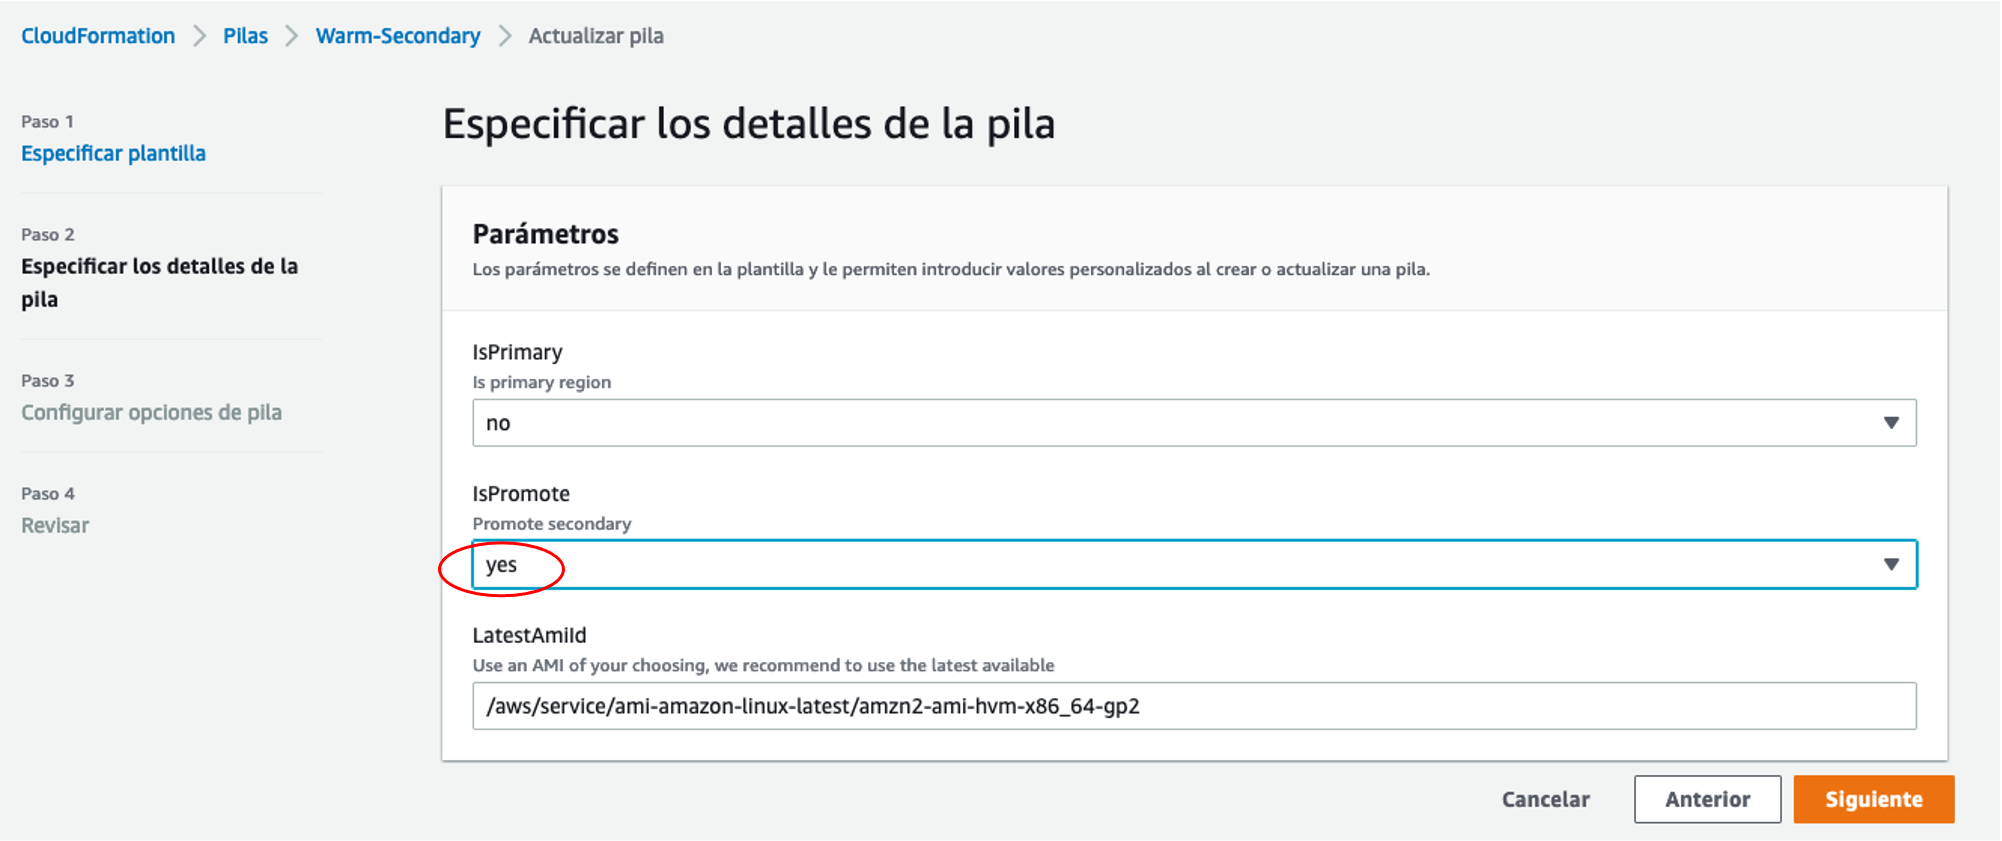 CloudFormation > Pilas > Warm-Secondary > Actualizar pila
Paso 1
Especificar plantilla
Paso 2
Especificar los detalles de la
pila
Paso 3
Configurar opciones de pila
Paso 4
Revisar
Especificar los detalles de la pila
Parámetros
Los parámetros se definen en la plantilla y le permiten introducir valores personalizados al crear o actualizar una pila.
IsPrimary
Is primary region
no
IsPromote
Promote secondary
yes
LatestAmiId
Use an AMI of your choosing, we recommend to use the latest available
/aws/service/ami-amazon-linux-latest/amzn2-ami-hvm-x86_64-gp2
Cancelar
Anterior
Siguiente